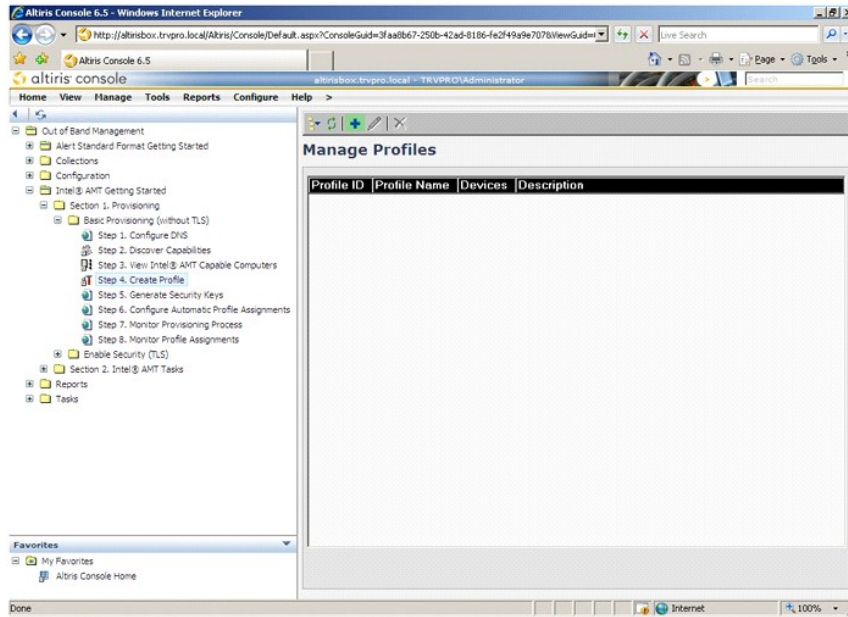 Altiris Console 6.5 - Windows Internet Explorer
http://altirisbox.trvpro.local/Altiris/Console/Default.aspx?ConsoleGuid=3faa8b67-250b-42ad-8186-fe2f49a9e707&ViewGuid=
Live Search
Altiris Console 6.5
Page
Tools
altiris console
altirisbox.trvpro.local - TRVPRO\Administrator
Search
Home View Manage Tools Reports Configure Help >
Out of Band Management
Alert Standard Format Getting Started
Collections
Configuration
Intel® AMT Getting Started
Section 1. Provisioning
Basic Provisioning (without TLS)
Step 1. Configure DNS
Step 2. Discover Capabilities
Step 3. View Intel® AMT Capable Computers
Step 4. Create Profile
Step 5. Generate Security Keys
Step 6. Configure Automatic Profile Assignments
Step 7. Monitor Provisioning Process
Step 8. Monitor Profile Assignments
Enable Security (TLS)
Section 2. Intel® AMT Tasks
Reports
Tasks
Manage Profiles
Profile ID Profile Name Devices Description
Favorites
My Favorites
Altiris Console Home
Done
Internet
100%